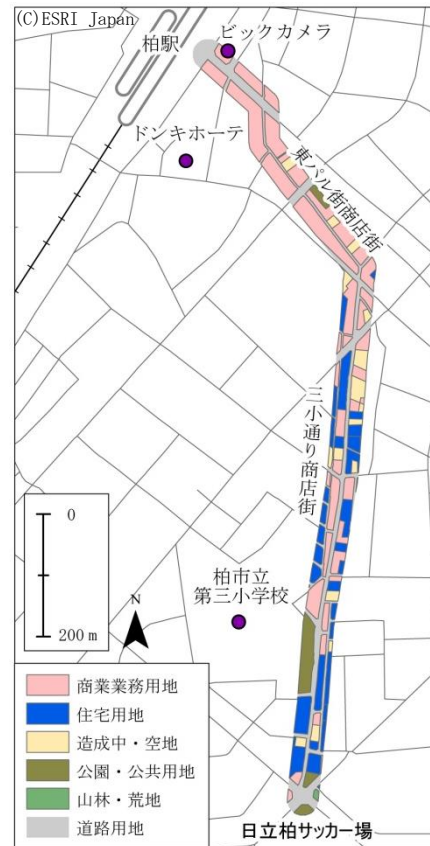 (C)ESRI Japan
柏駅
ビックカメラ
ドンキホーテ
東パル街商店街
三小通り商店街
0
200 m
N
柏市立
第三小学校
商業業務用地
住宅用地
造成中・空地
公園・公共用地
山林・荒地
道路用地
日立柏サッカー場